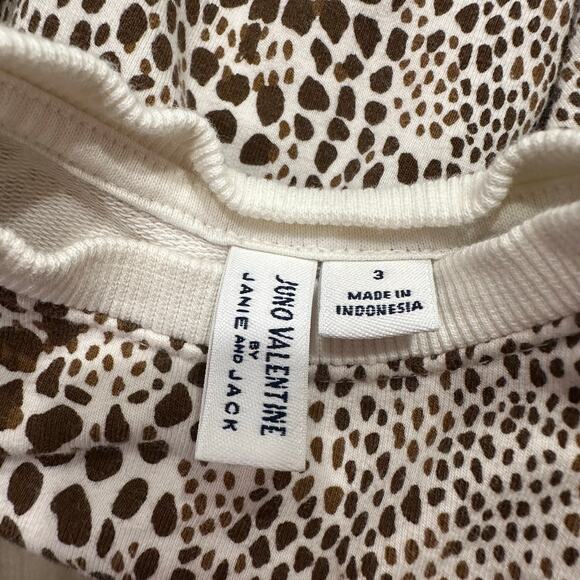 JUNO VALENTINE
BY
JANIE AND JACK
3
MADE IN
INDONESIA